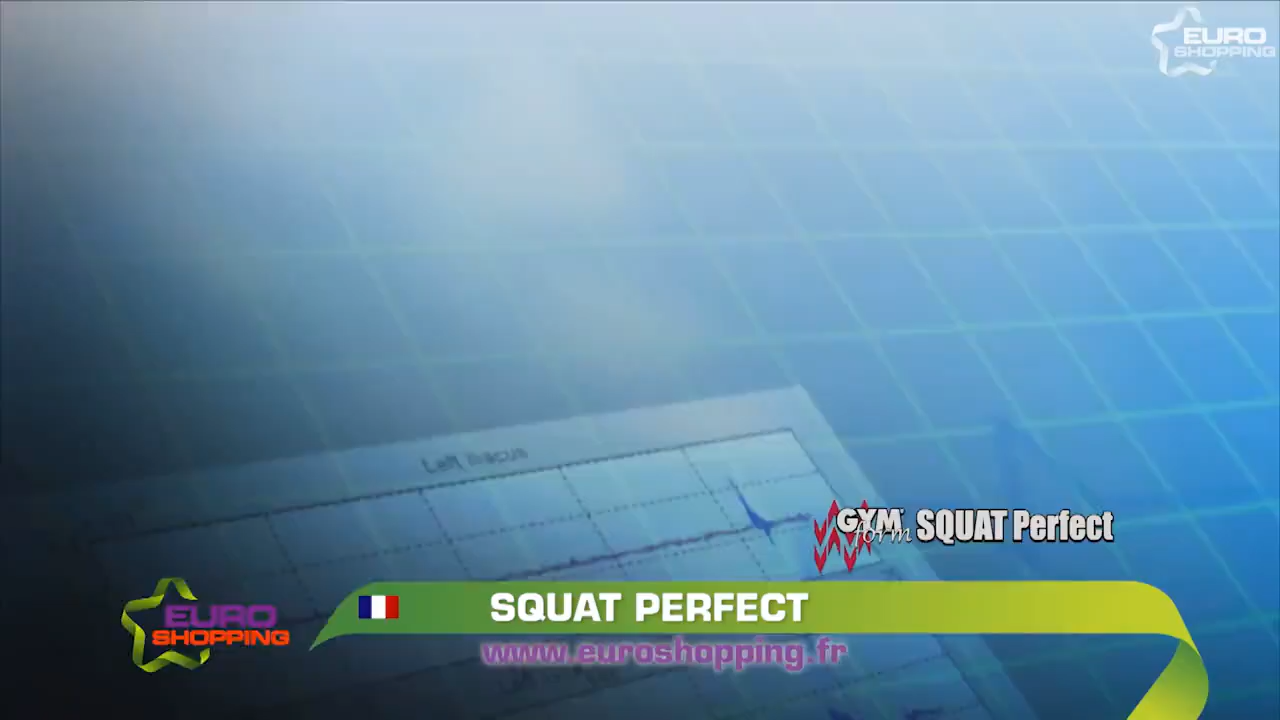 EURO
SHOPPING
Left
GYM
form SQUAT Perfect
EURO
SHOPPING
SQUAT PERFECT
www.euroshopping.fr